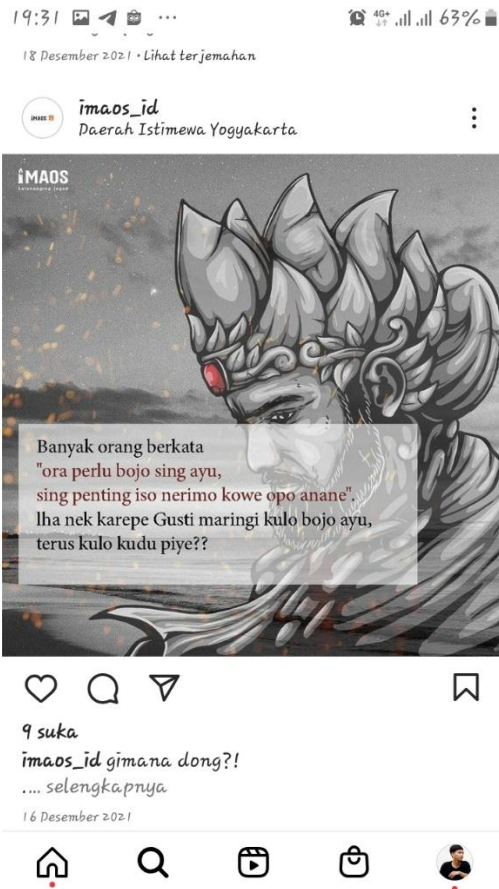 19:31
4G+
63%
18 Desember 2021 • Lihat terjemahan
imaos_id
Daerah Istimewa Yogyakarta
iMAOS
iMAOS
Banyak orang berkata
"ora perlu bojo sing ayu,
sing penting iso nerimo kowe opo anane".
lha nek karepe Gusti maringi kulo bojo ayu,
terus kulo kudu piye??
9 suka
imaos_id gimana dong?!
.... selengkapnya
16 Desember 2021